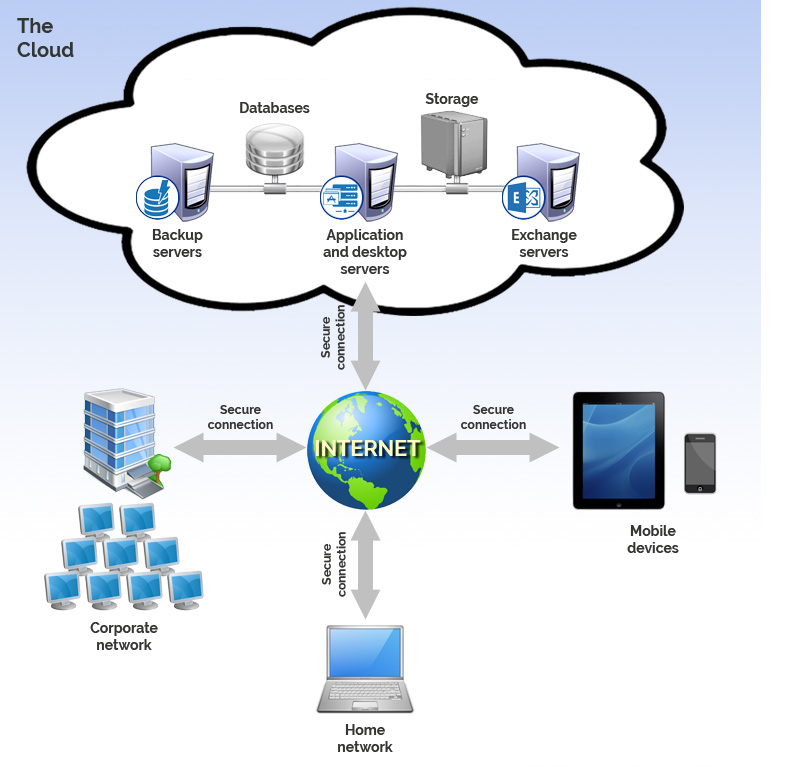 The
Cloud
Databases
Storage
E
Backup
servers
Application
and desktop
servers
Exchange
servers
Secure
connection
Secure
connection
INTERNET
Secure
connection
Mobile
devices
Secure
connection
Corporate
network
Home
network